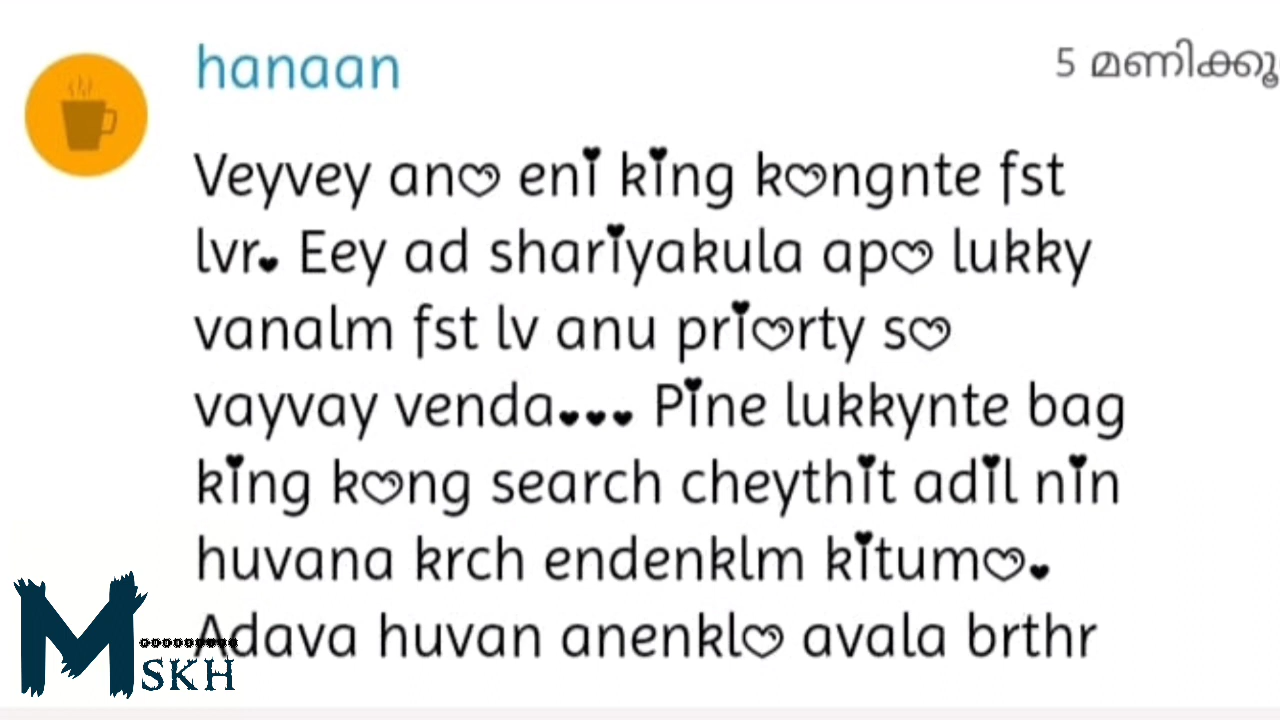 hanaan
5 മണിക്കൂ
Veyvey ano eni king kongnte fst
lvr. Eey ad shariyakula apo lukky
vanalm fst lv anu priorty so
vayvay venda... Pine lukkynte bag
king kong search cheythit adil nin
huvana krch endenklm kitumo.
Adava huvan anenklo avala brthr
M SKH